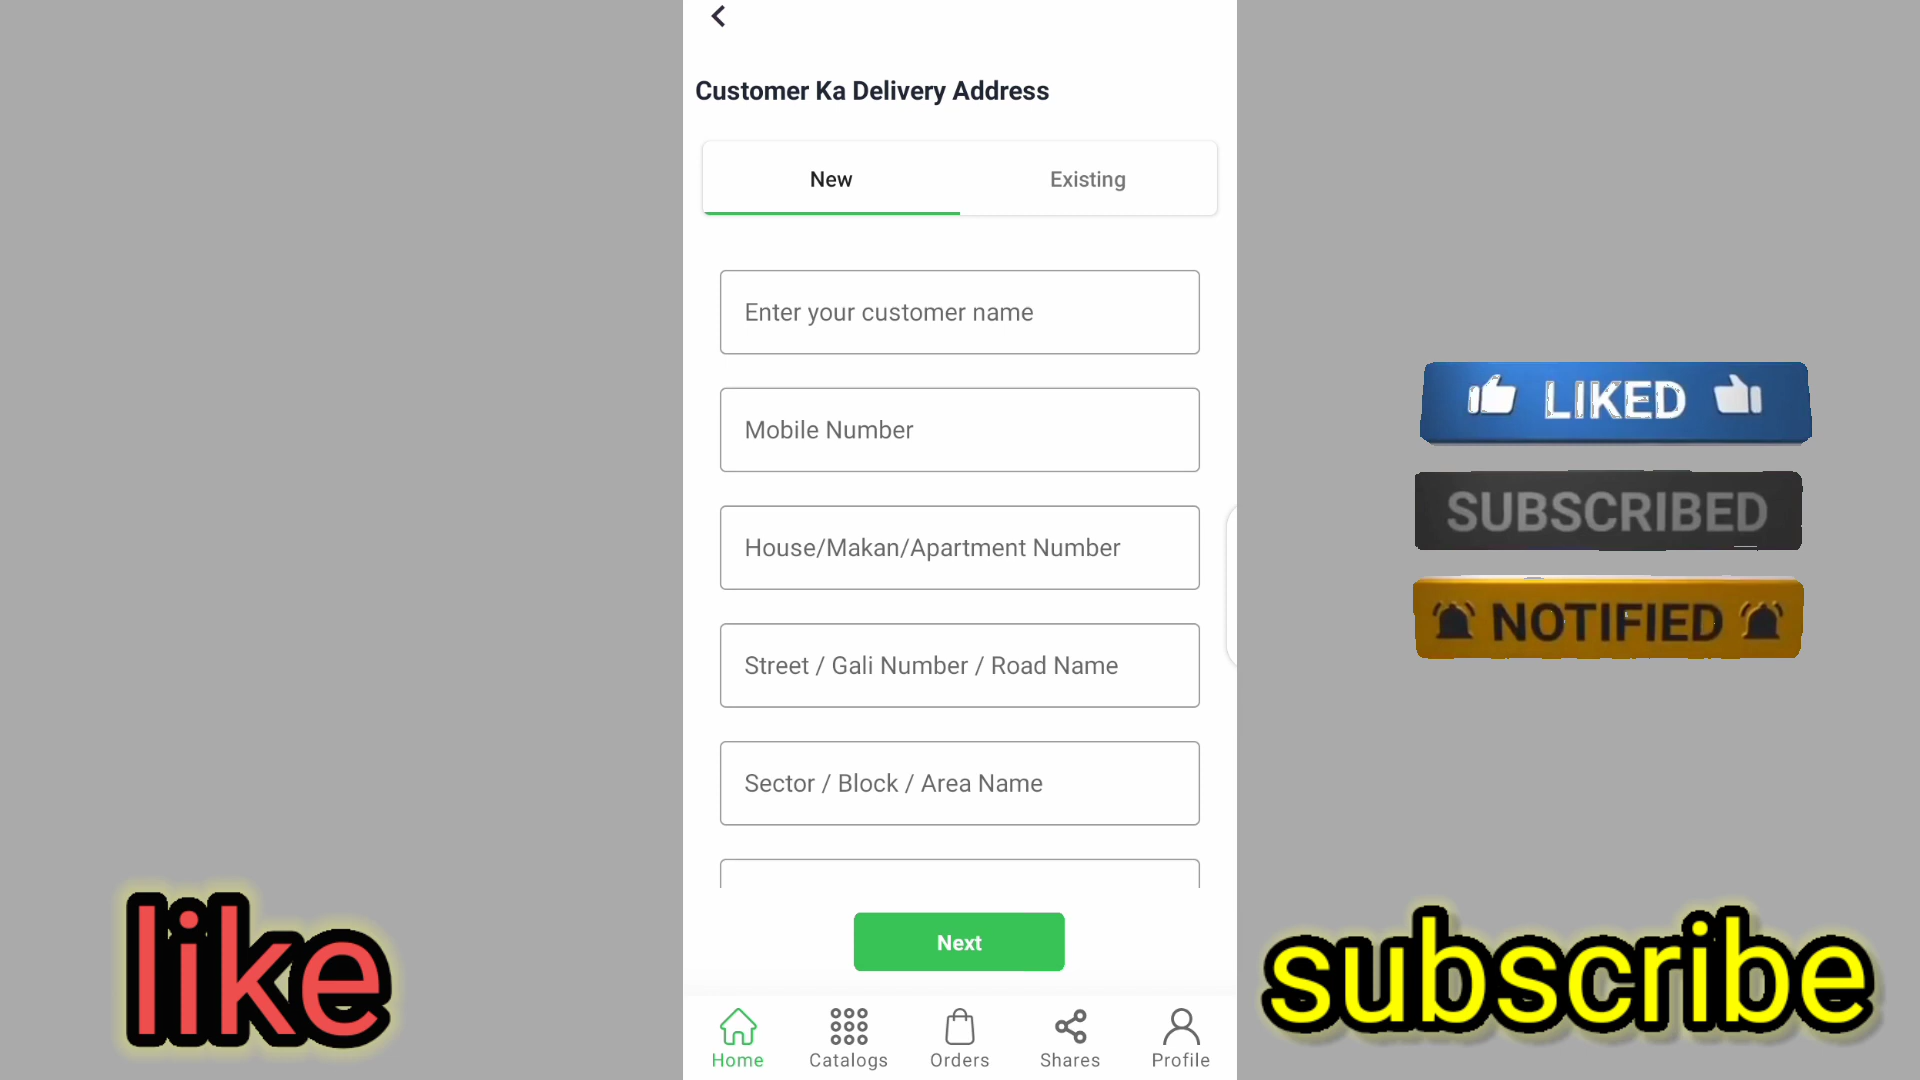 Customer Ka Delivery Address
New
Existing
Enter your customer name
Mobile Number
House/Makan/Apartment Number
Street / Gali Number / Road Name
Sector / Block / Area Name
Next
Home
Catalogs
Orders
Shares
Profile
LIKED
SUBSCRIBED
NOTIFIED
like
subscribe